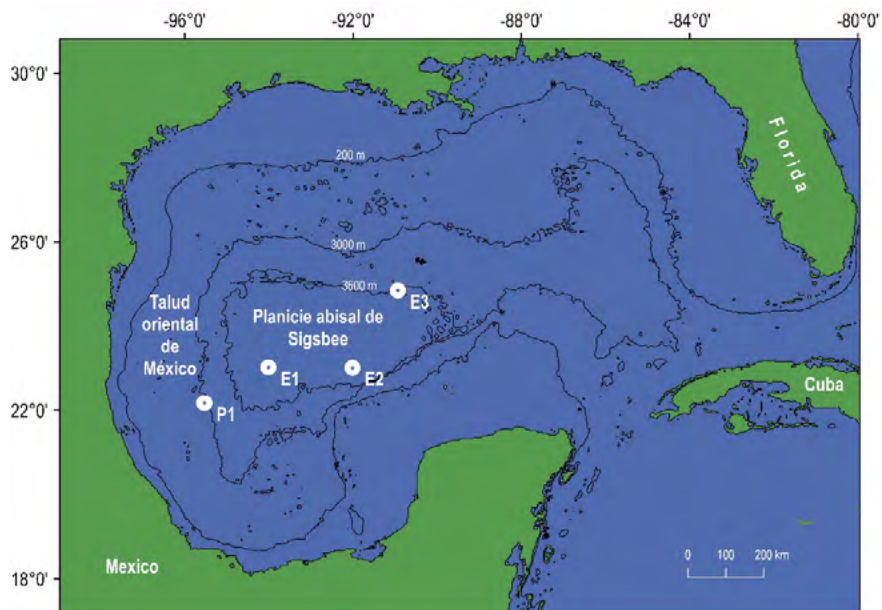 -96°0' -92°0' -88°0' -84°0' -80°0'
30°0'
Florida
200 m
26°0'
3000 m
3600 m
E3
Talud
oriental
de
México
Planicie abisal de
Sigsbee
E1
E2
Cuba
22°0'
P1
0 100 200 km
Mexico
18°0'